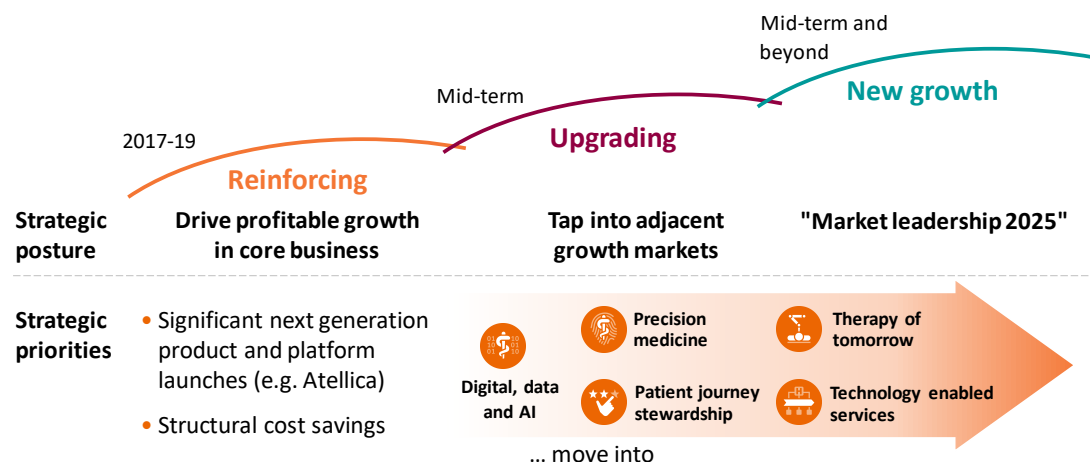 Mid-term and
beyond
New growth
Mid-term
Upgrading
2017-19
Reinforcing
Strategic
posture
Drive profitable growth
in core business
Tap into adjacent
growth markets
"Market leadership 2025"
Strategic
priorities
• Significant next generation
product and platform
launches (e.g. Atellica)
• Structural cost savings
Digital, data
and AI
Precision
medicine
Patient journey
stewardship
Therapy of
tomorrow
Technology enabled
services
... move into